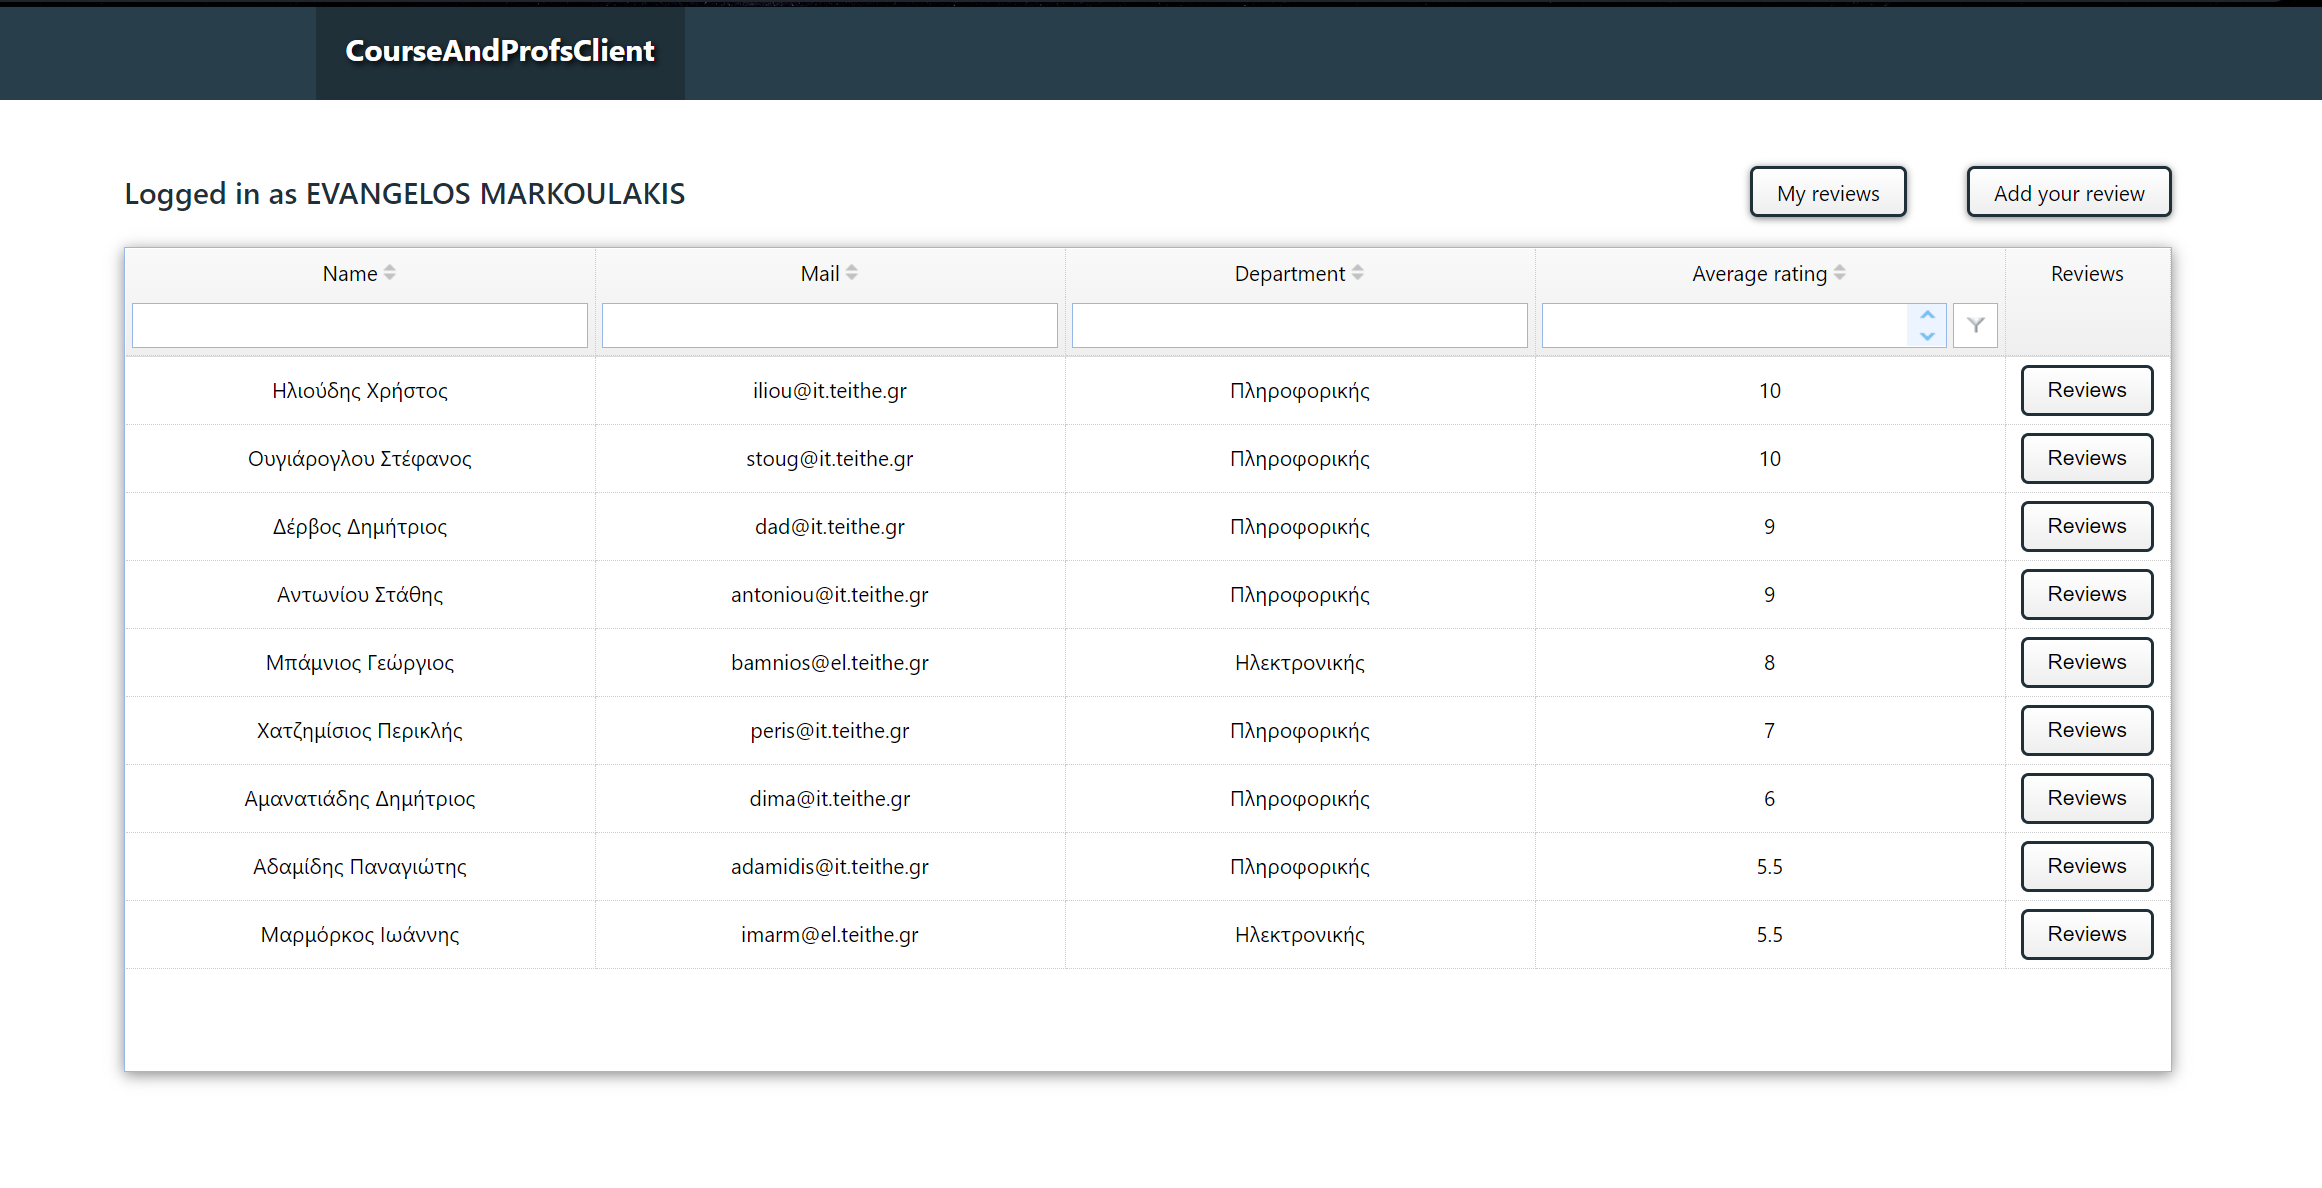 CourseAndProfsClient
Logged in as EVANGELOS MARKOULAKIS My reviews Add your review
Name Mail Department Average rating Reviews
Ηλιούδης Χρήστος iliou@it.teithe.gr Πληροφορικής 10 Reviews
Ουγιάρογλου Στέφανος stoug@it.teithe.gr Πληροφορικής 10 Reviews
Δέρβος Δημήτριος dad@it.teithe.gr Πληροφορικής 9 Reviews
Αντωνίου Στάθης antoniou@it.teithe.gr Πληροφορικής 9 Reviews
Μπάμνιος Γεώργιος bamnios@el.teithe.gr Ηλεκτρονικής 8 Reviews
Χατζημίσιος Περικλής peris@it.teithe.gr Πληροφορικής 7 Reviews
Αμανατιάδης Δημήτριος dima@it.teithe.gr Πληροφορικής 6 Reviews
Αδαμίδης Παναγιώτης adamidis@it.teithe.gr Πληροφορικής 5.5 Reviews
Μαρμόρκος Ιωάννης imarm@el.teithe.gr Ηλεκτρονικής 5.5 Reviews